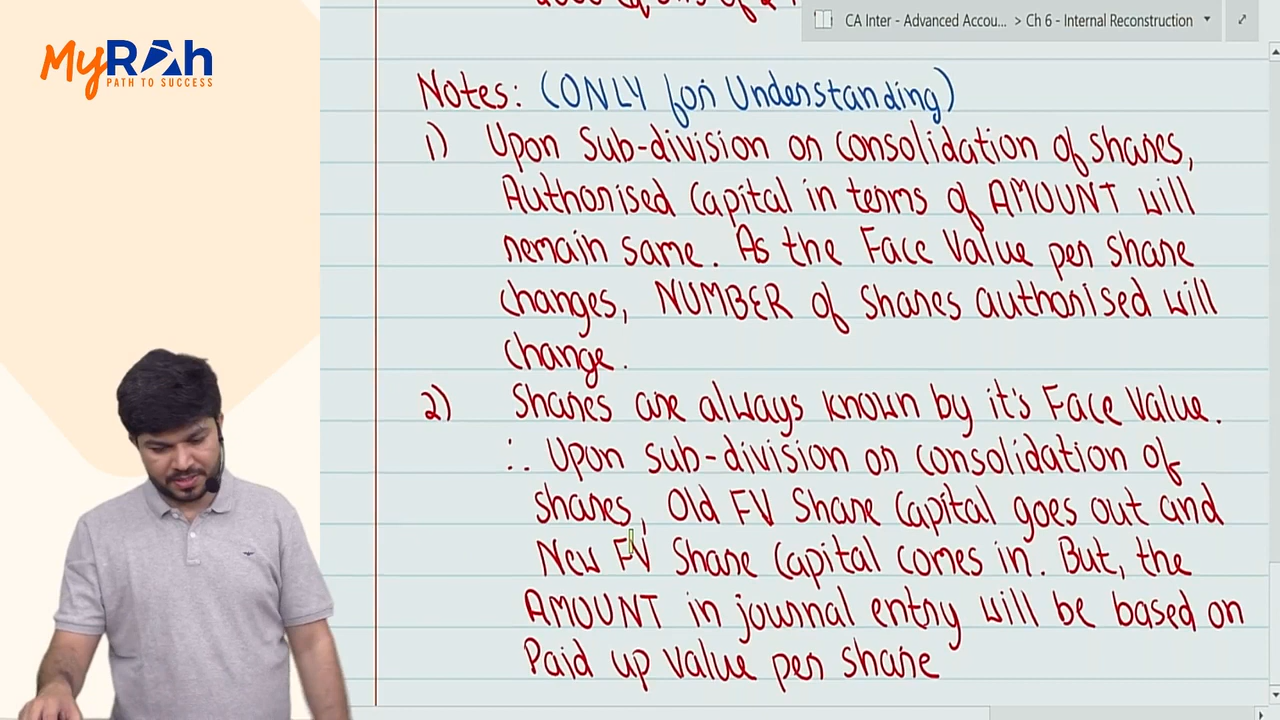 MyRAh
PATH TO SUCCESS
CA Inter - Advanced Accou... > Ch 6 - Internal Reconstruction
Notes: (ONLY for Understanding)
1) Upon Sub-division or consolidation of shares,
Authorised Capital in terms of AMOUNT will
remain same. As the Face Value per share
changes, NUMBER of Shares authorised will
change.
2) Shares are always known by it's Face Value.
∴ Upon sub-division or consolidation of
shares, Old FV Share Capital goes out and
New FV Share Capital comes in. But, the
AMOUNT in journal entry will be based on
Paid up value per share